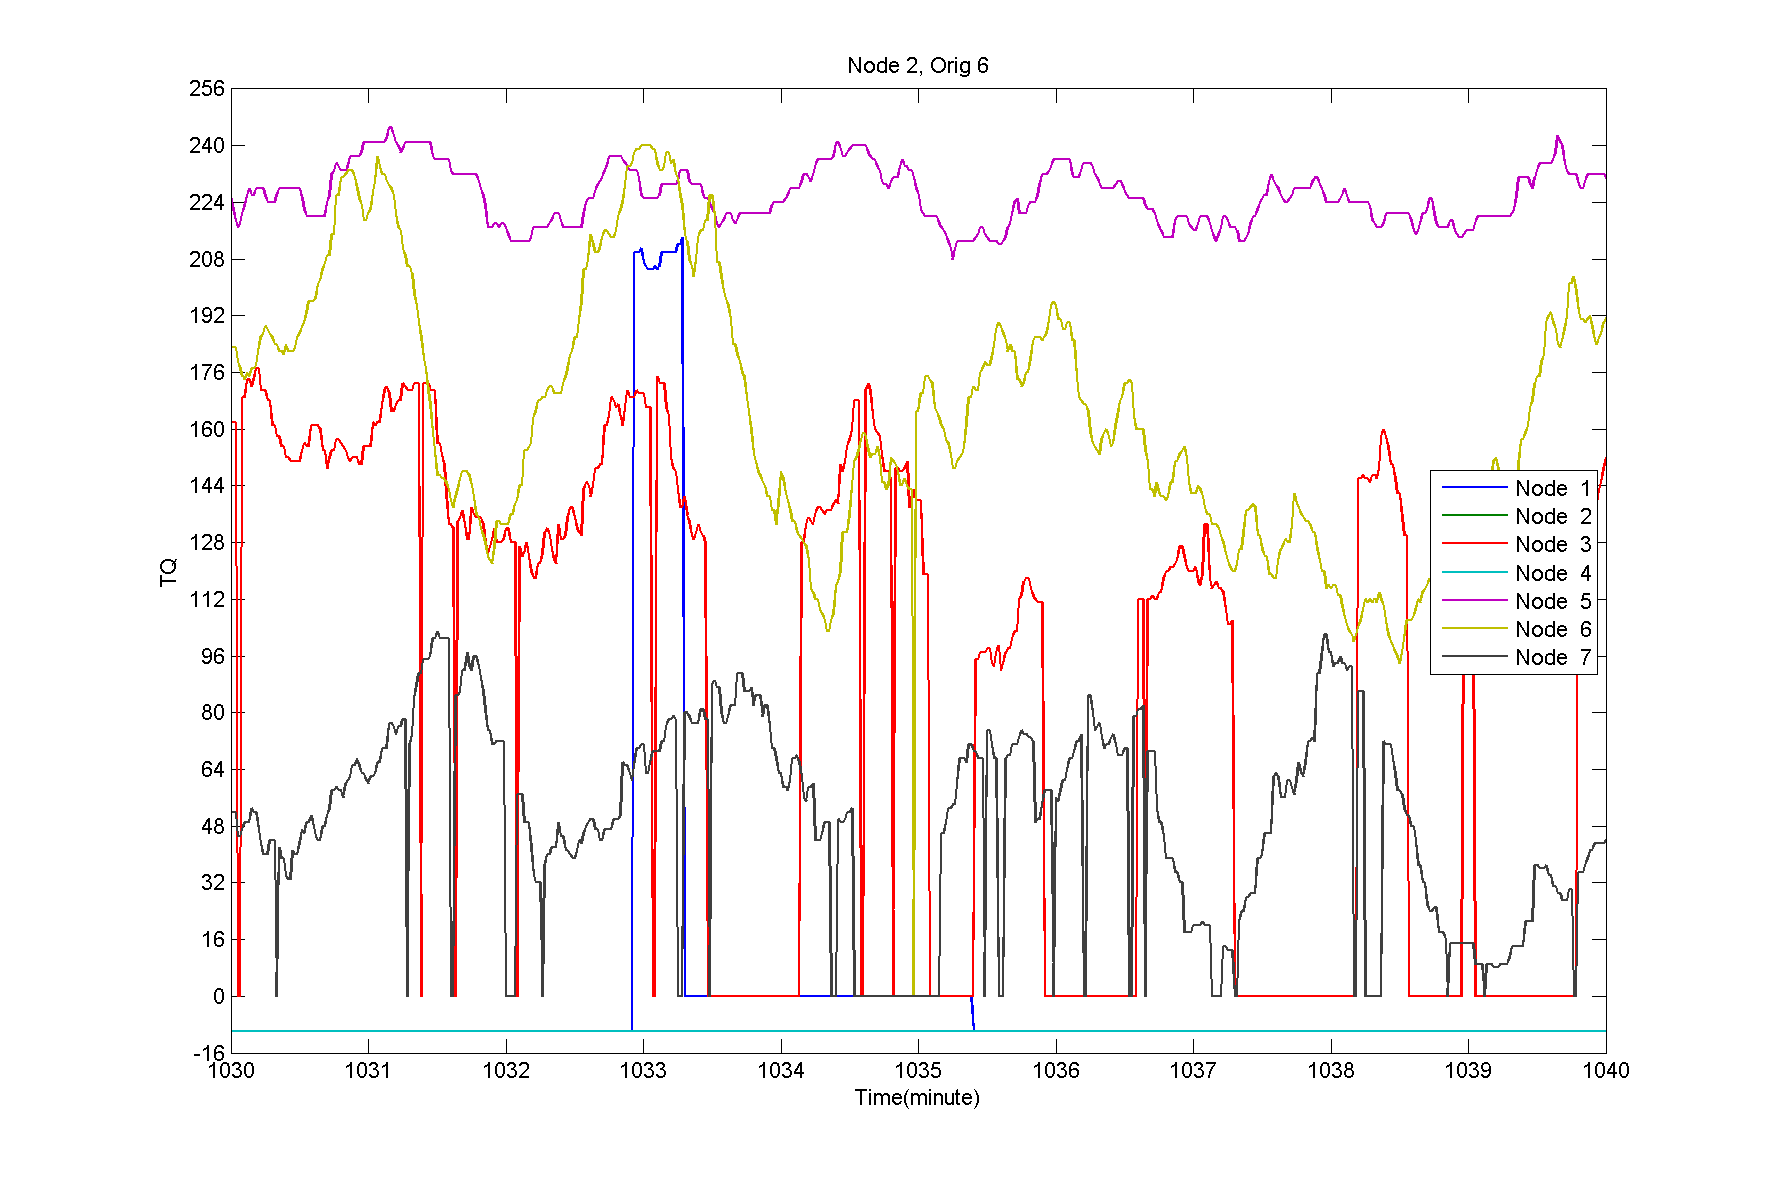 Node 2, Orig 6
256
240
224
208
192
176
160
144
128
112
96
80
64
48
32
16
0
-16
TQ
1030 1031 1032 1033 1034 1035 1036 1037 1038 1039 1040
Time(minute)
Node 1
Node 2
Node 3
Node 4
Node 5
Node 6
Node 7